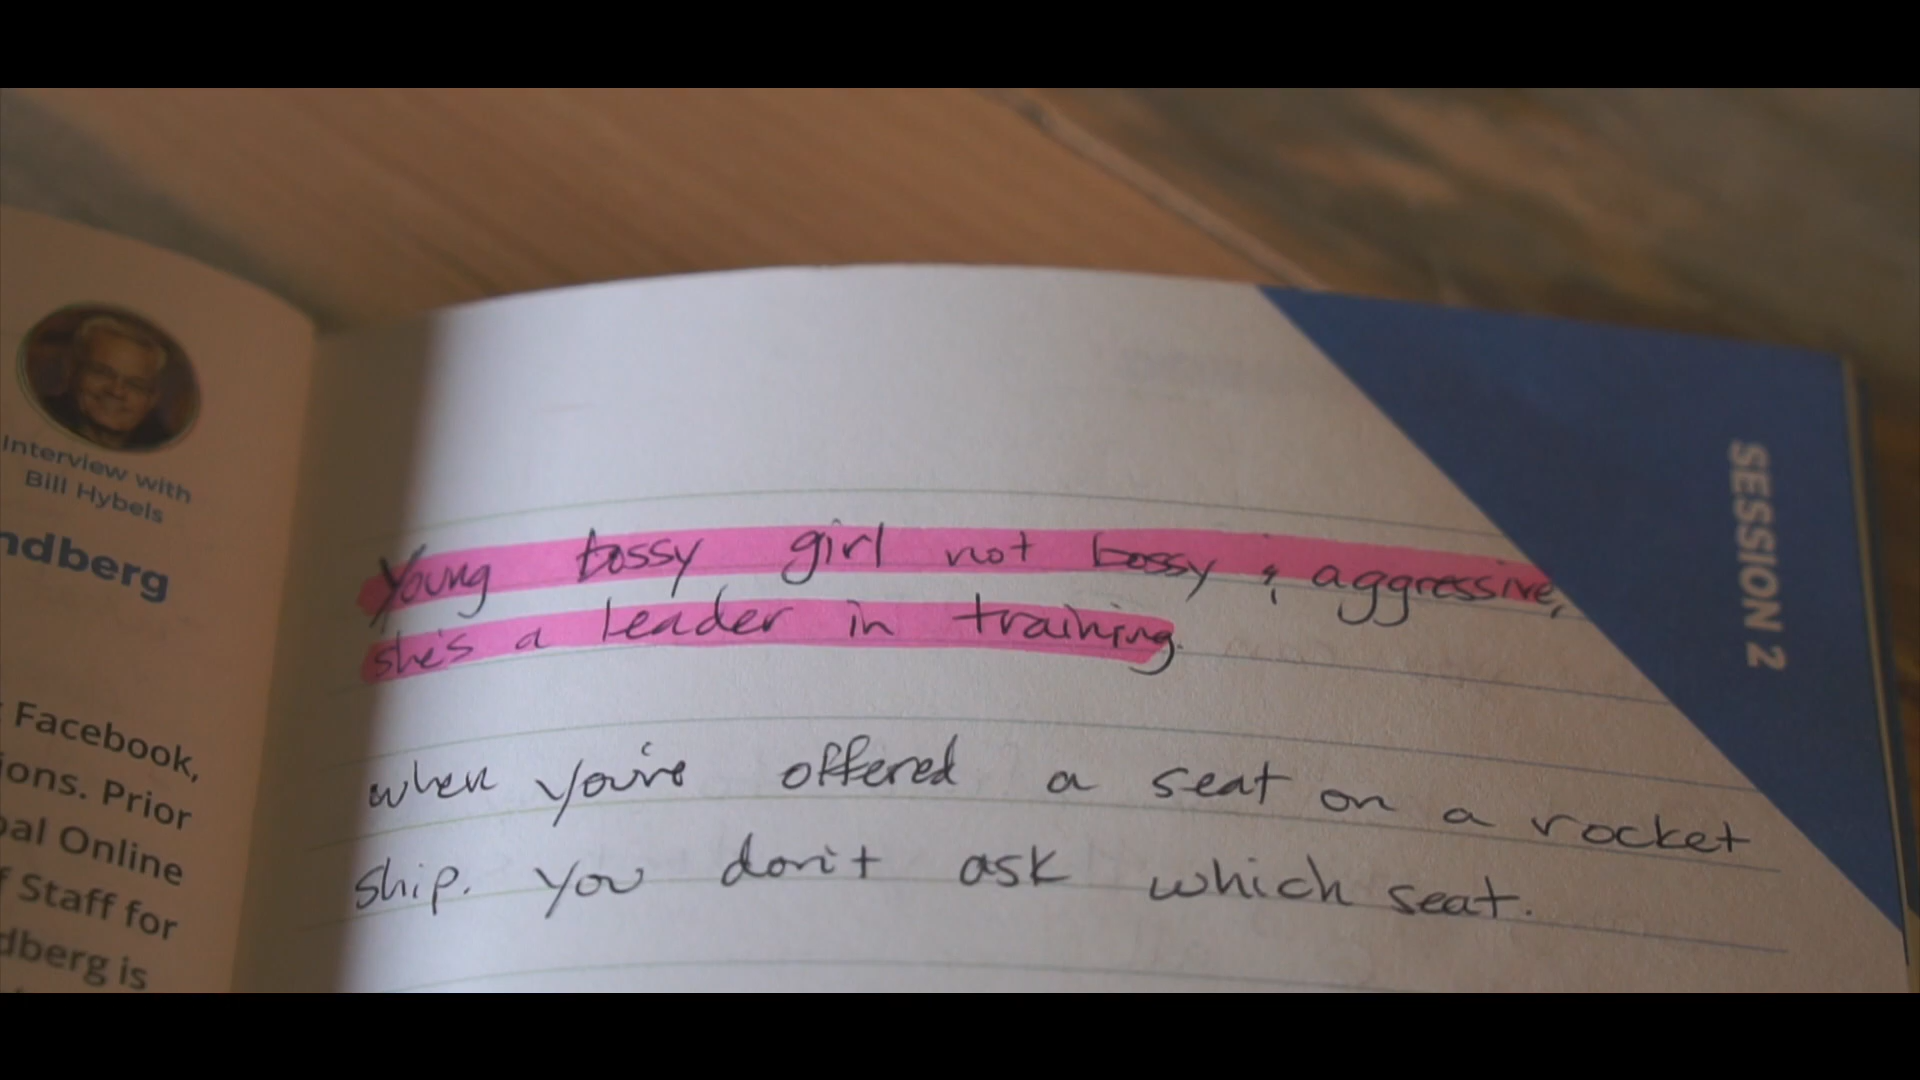 Interview with
Bill Hybels
ndberg
Facebook,
ions. Prior
bal Online
f Staff for
dberg is
SESSION 2
Young bossy girl not bossy & aggressive,
she's a leader in training.
when you're offered a seat on a rocket
ship. you don't ask which seat.